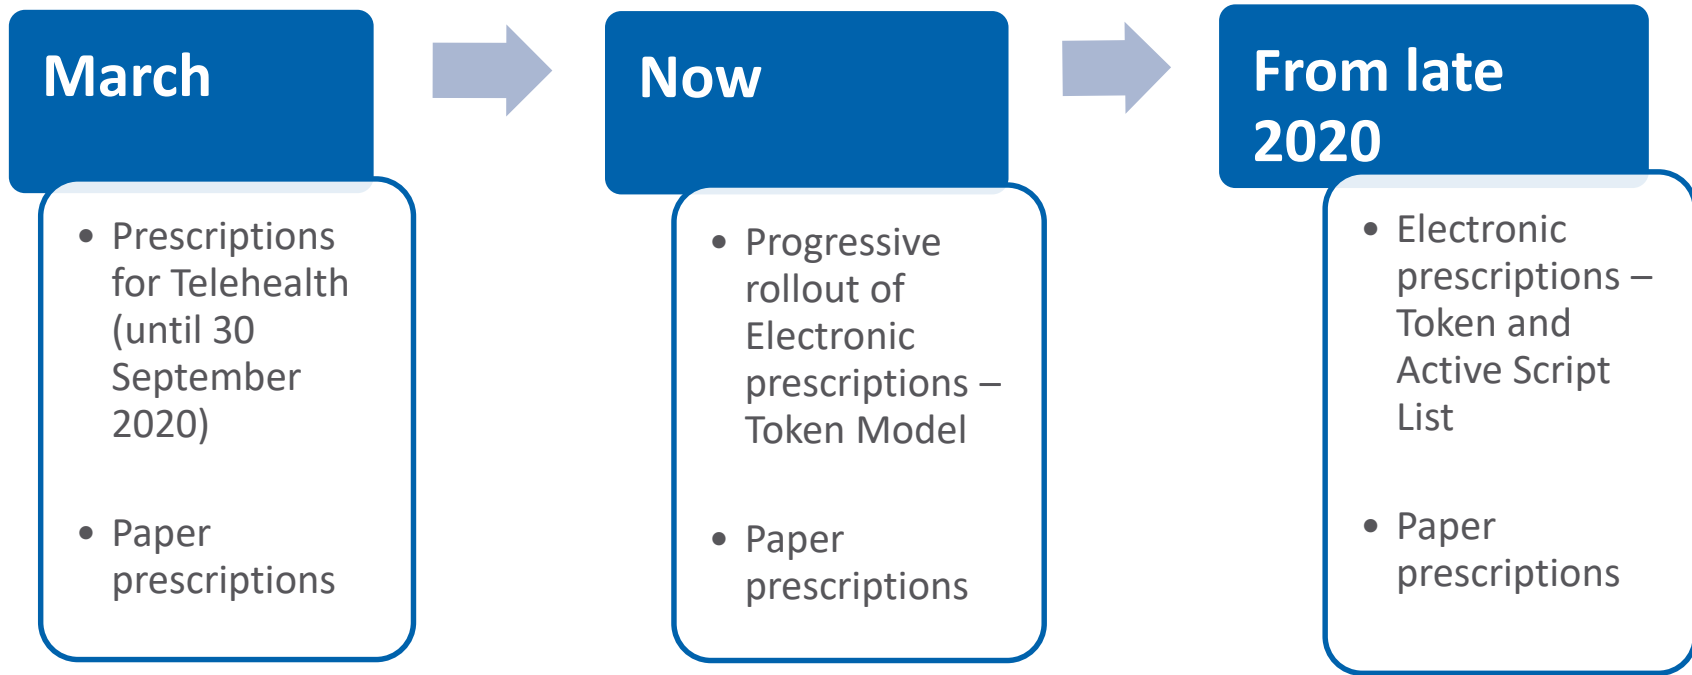 March
• Prescriptions
for Telehealth
(until 30
September
2020)
• Paper
prescriptions
Now
• Progressive
rollout of
Electronic
prescriptions –
Token Model
• Paper
prescriptions
From late
2020
• Electronic
prescriptions –
Token and
Active Script
List
• Paper
prescriptions